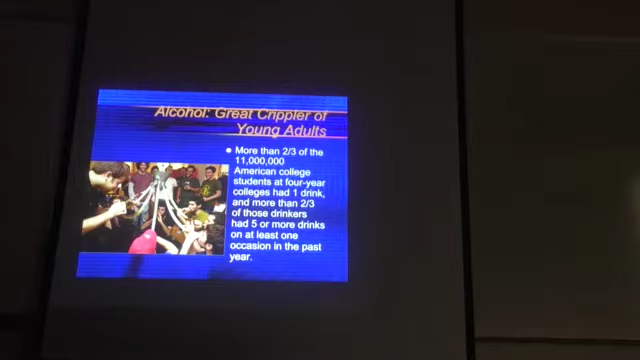 Alcohol: Great Crippler of
Young Adults
More than 2/3 of the
11,000,000
American college
students at four-year
colleges had 1 drink,
and more than 2/3
of those drinkers
had 5 or more drinks
on at least one
occasion in the past
year.